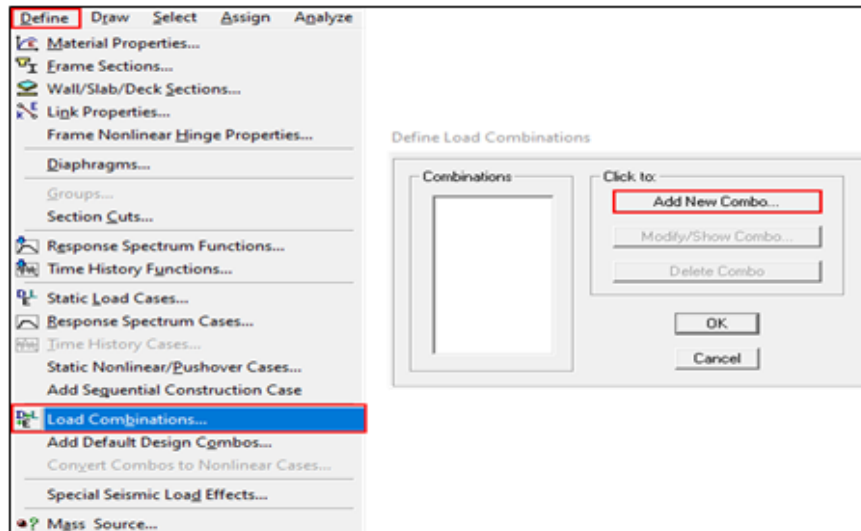 Define Draw Select Assign Analyze
Material Properties...
Frame Sections...
Wall/Slab/Deck Sections...
Link Properties...
Frame Nonlinear Hinge Properties...
Diaphragms...
Groups...
Section Cuts...
Response Spectrum Functions...
Time History Functions...
Static Load Cases...
Response Spectrum Cases...
Time History Cases...
Static Nonlinear/Pushover Cases...
Add Sequential Construction Case
Load Combinations...
Add Default Design Combos...
Convert Combos to Nonlinear Cases...
Special Seismic Load Effects...
Mass Source...
Define Load Combinations
Combinations
Click to:
Add New Combo...
Modify/Show Combo...
Delete Combo
OK
Cancel